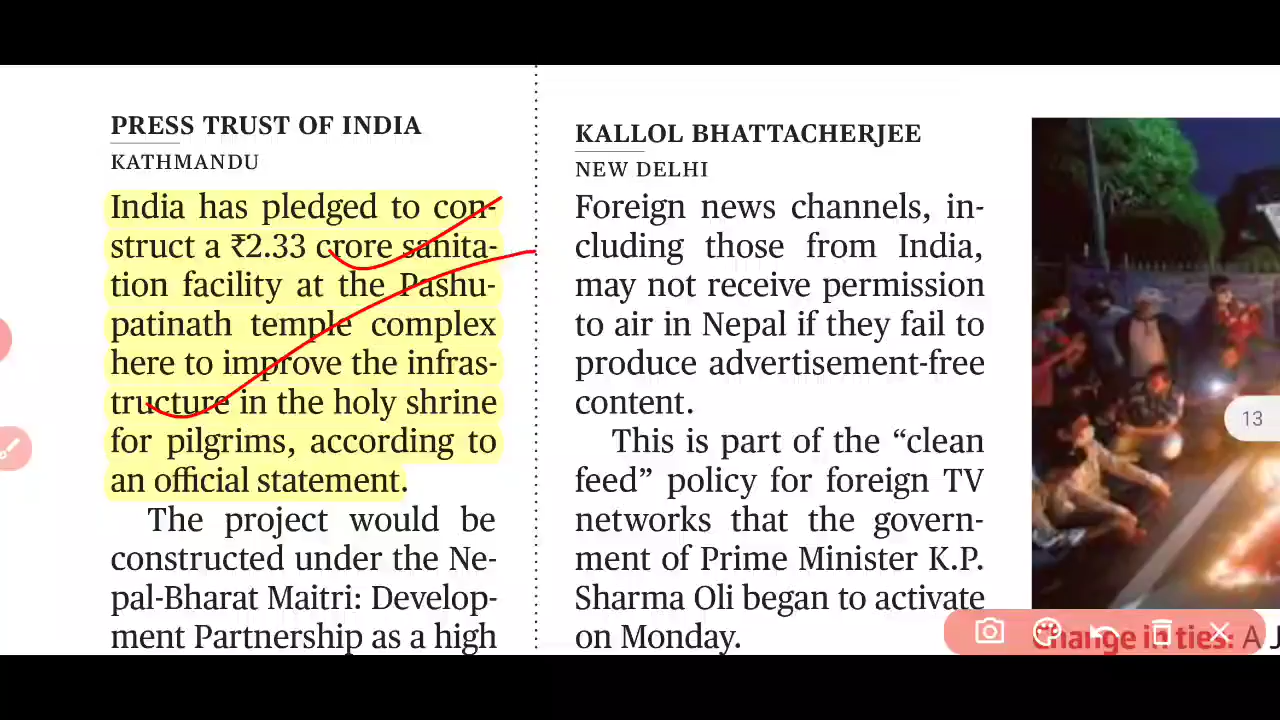 PRESS TRUST OF INDIA
KATHMANDU
India has pledged to con-
struct a ₹2.33 crore sanita-
tion facility at the Pashu-
patinath temple complex
here to improve the infras-
tructure in the holy shrine
for pilgrims, according to
an official statement.
The project would be
constructed under the Ne-
pal-Bharat Maitri: Develop-
ment Partnership as a high
KALLOL BHATTACHERJEE
NEW DELHI
Foreign news channels, in-
cluding those from India,
may not receive permission
to air in Nepal if they fail to
produce advertisement-free
content.
This is part of the “clean
feed” policy for foreign TV
networks that the govern-
ment of Prime Minister K.P.
Sharma Oli began to activate
on Monday.
13
Change in ties: A J